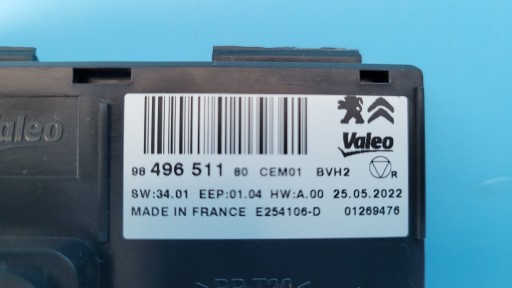 Valeo
Valeo
98 496 511 80 CEM01 BVH2
R
SW:34.01 EEP:01.04 HW:A.00 25.05.2022
MADE IN FRANCE E254106-D 01269476